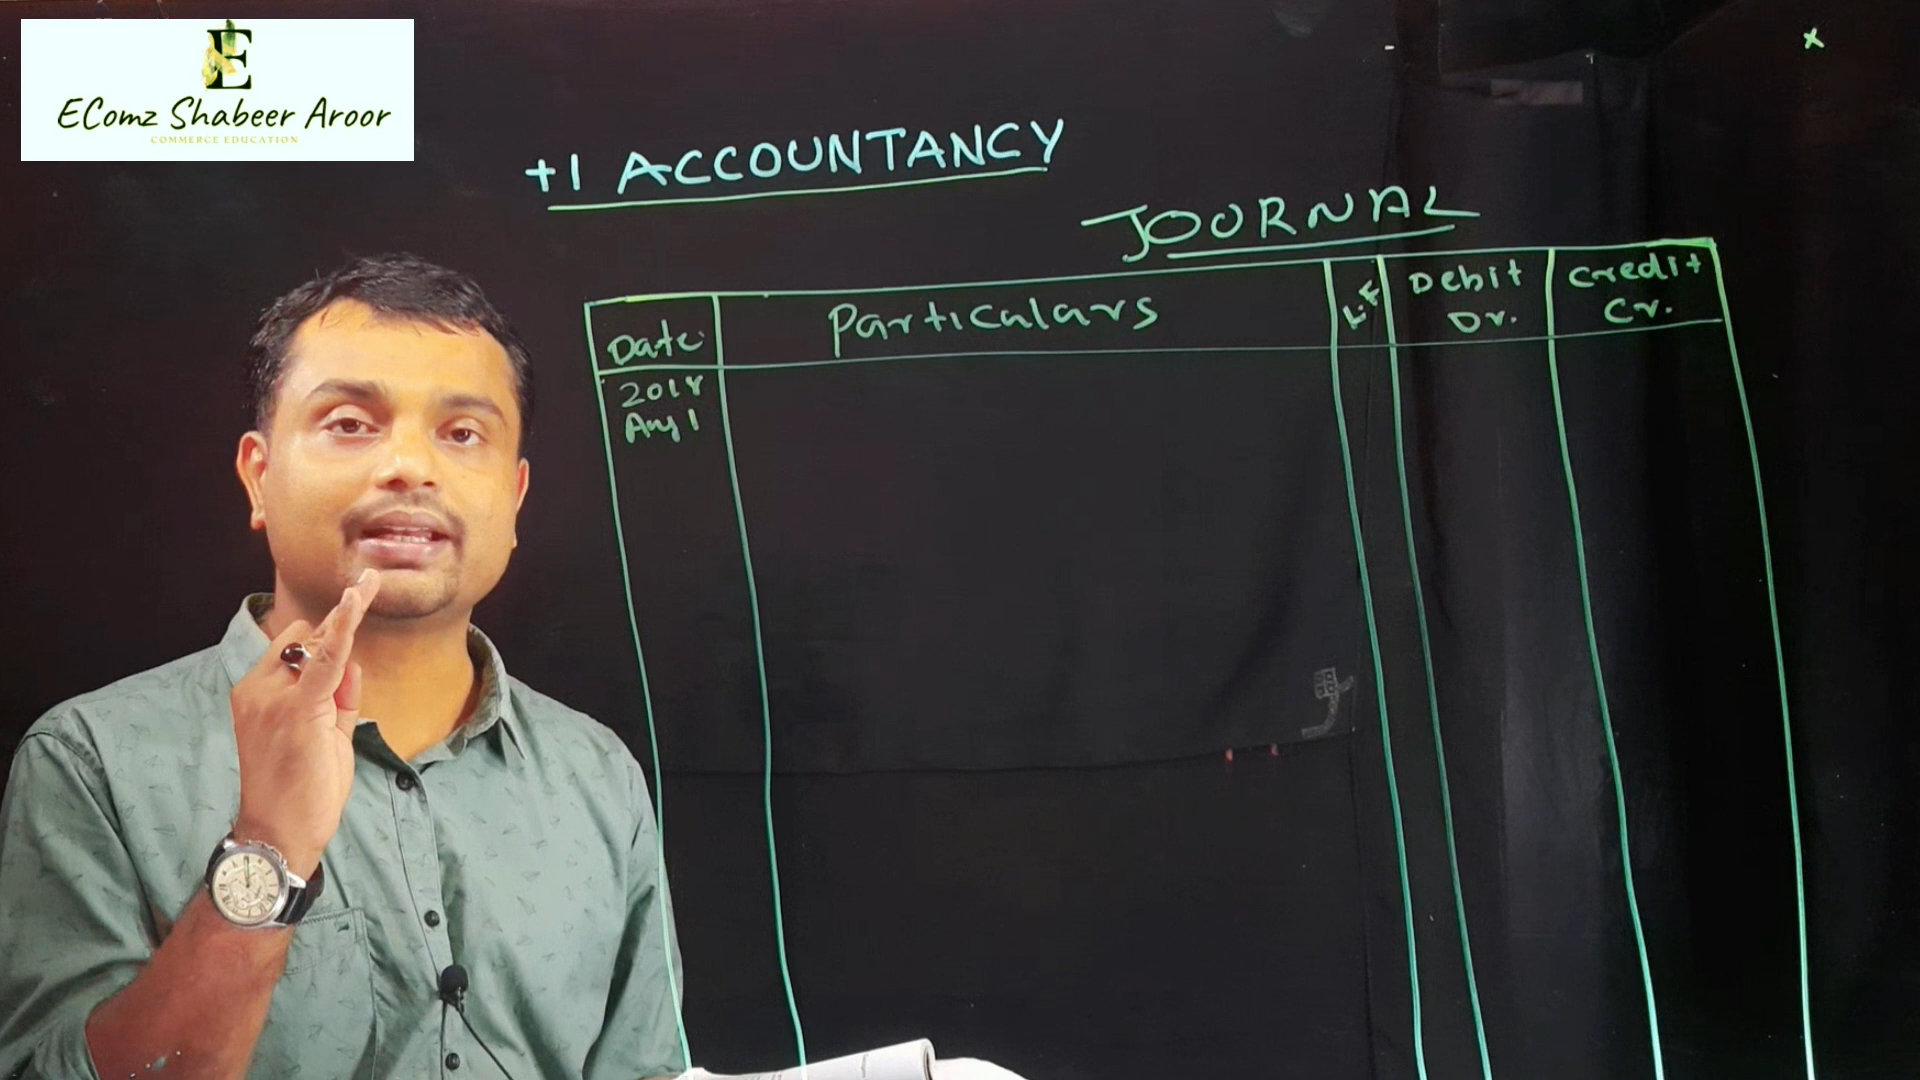 E
EComz Shabeer Aroor
COMMERCE EDUCATION
+1 ACCOUNTANCY
JOURNAL
Date
Particulars
L.F
Debit
Dr.
Credit
Cr.
2018
Aug 1